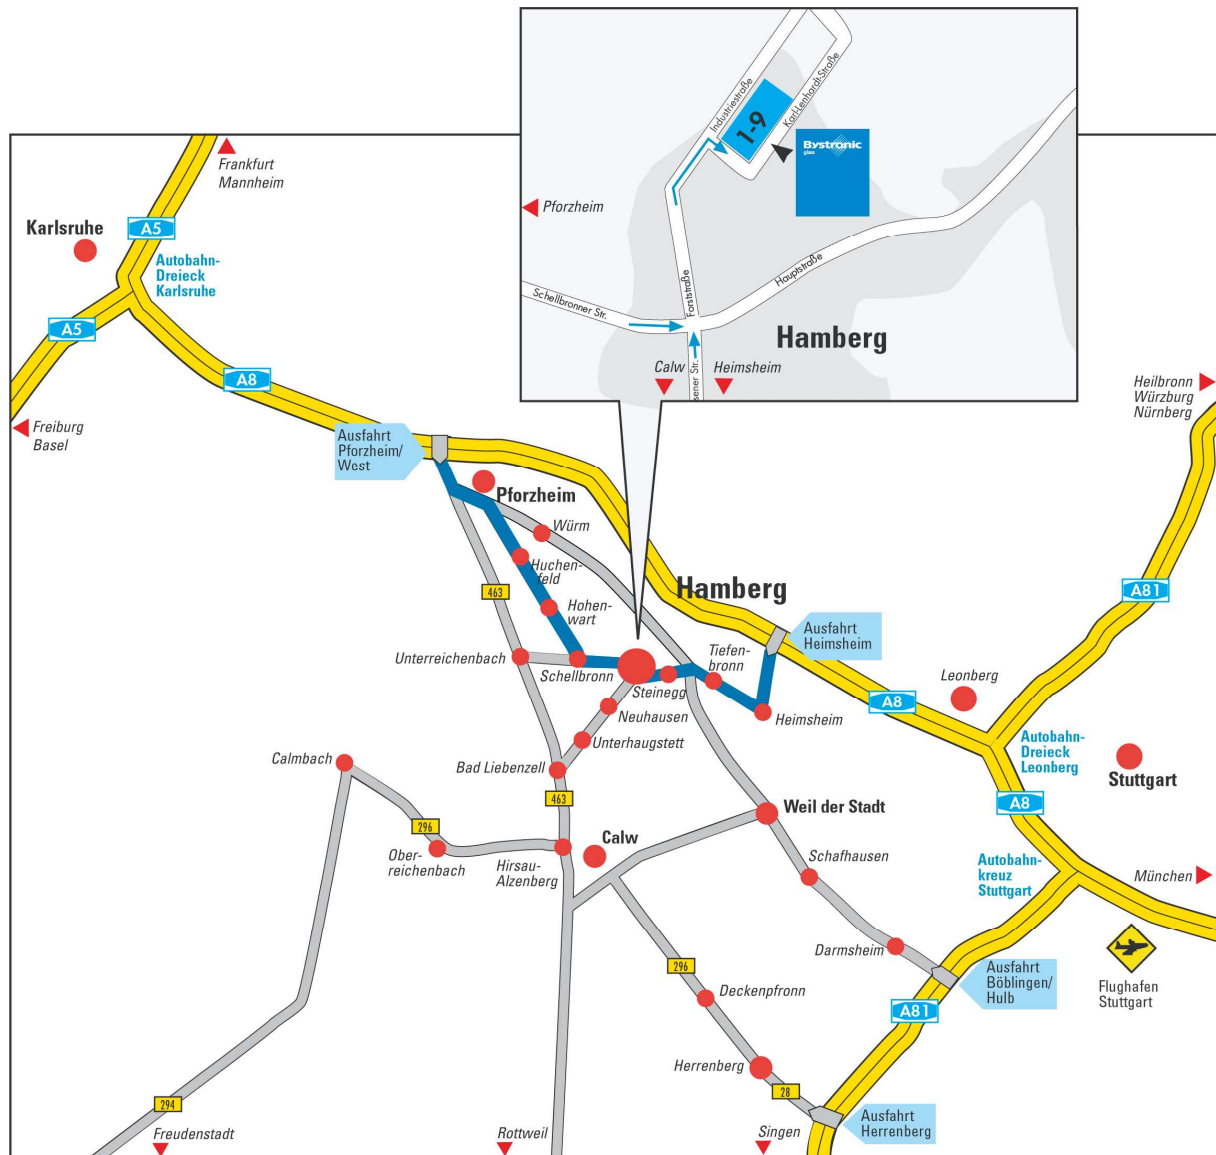 Industriestraße
Karl-Lenhardt-Straße
1-9
Bystronic
glass
Pforzheim
Forststraße
Hauptstraße
Schellbronner Str.
Hamberg
Calw
Heimsheim
sener Str.
Frankfurt
Mannheim
Karlsruhe
A5
Autobahn-
Dreieck
Karlsruhe
A5
A8
Freiburg
Basel
Ausfahrt
Pforzheim/
West
Heilbronn
Würzburg
Nürnberg
Pforzheim
Würm
Huchen-
feld
463
Hohen-
wart
Hamberg
A81
Ausfahrt
Heimsheim
Unterreichenbach
Schellbronn
Tiefen-
bronn
Steinegg
Neuhausen
Heimsheim
Leonberg
A8
Unterhaugstett
Autobahn-
Dreieck
Leonberg
Stuttgart
Calmbach
Bad Liebenzell
463
Weil der Stadt
A8
296
Calw
Ober-
reichenbach
Hirsau-
Alzenberg
Schafhausen
Autobahn-
kreuz
Stuttgart
München
Darmsheim
296
Ausfahrt
Böblingen/
Hulb
Flughafen
Stuttgart
Deckenpfronn
A81
Herrenberg
28
294
Ausfahrt
Herrenberg
Freudenstadt
Rottweil
Singen